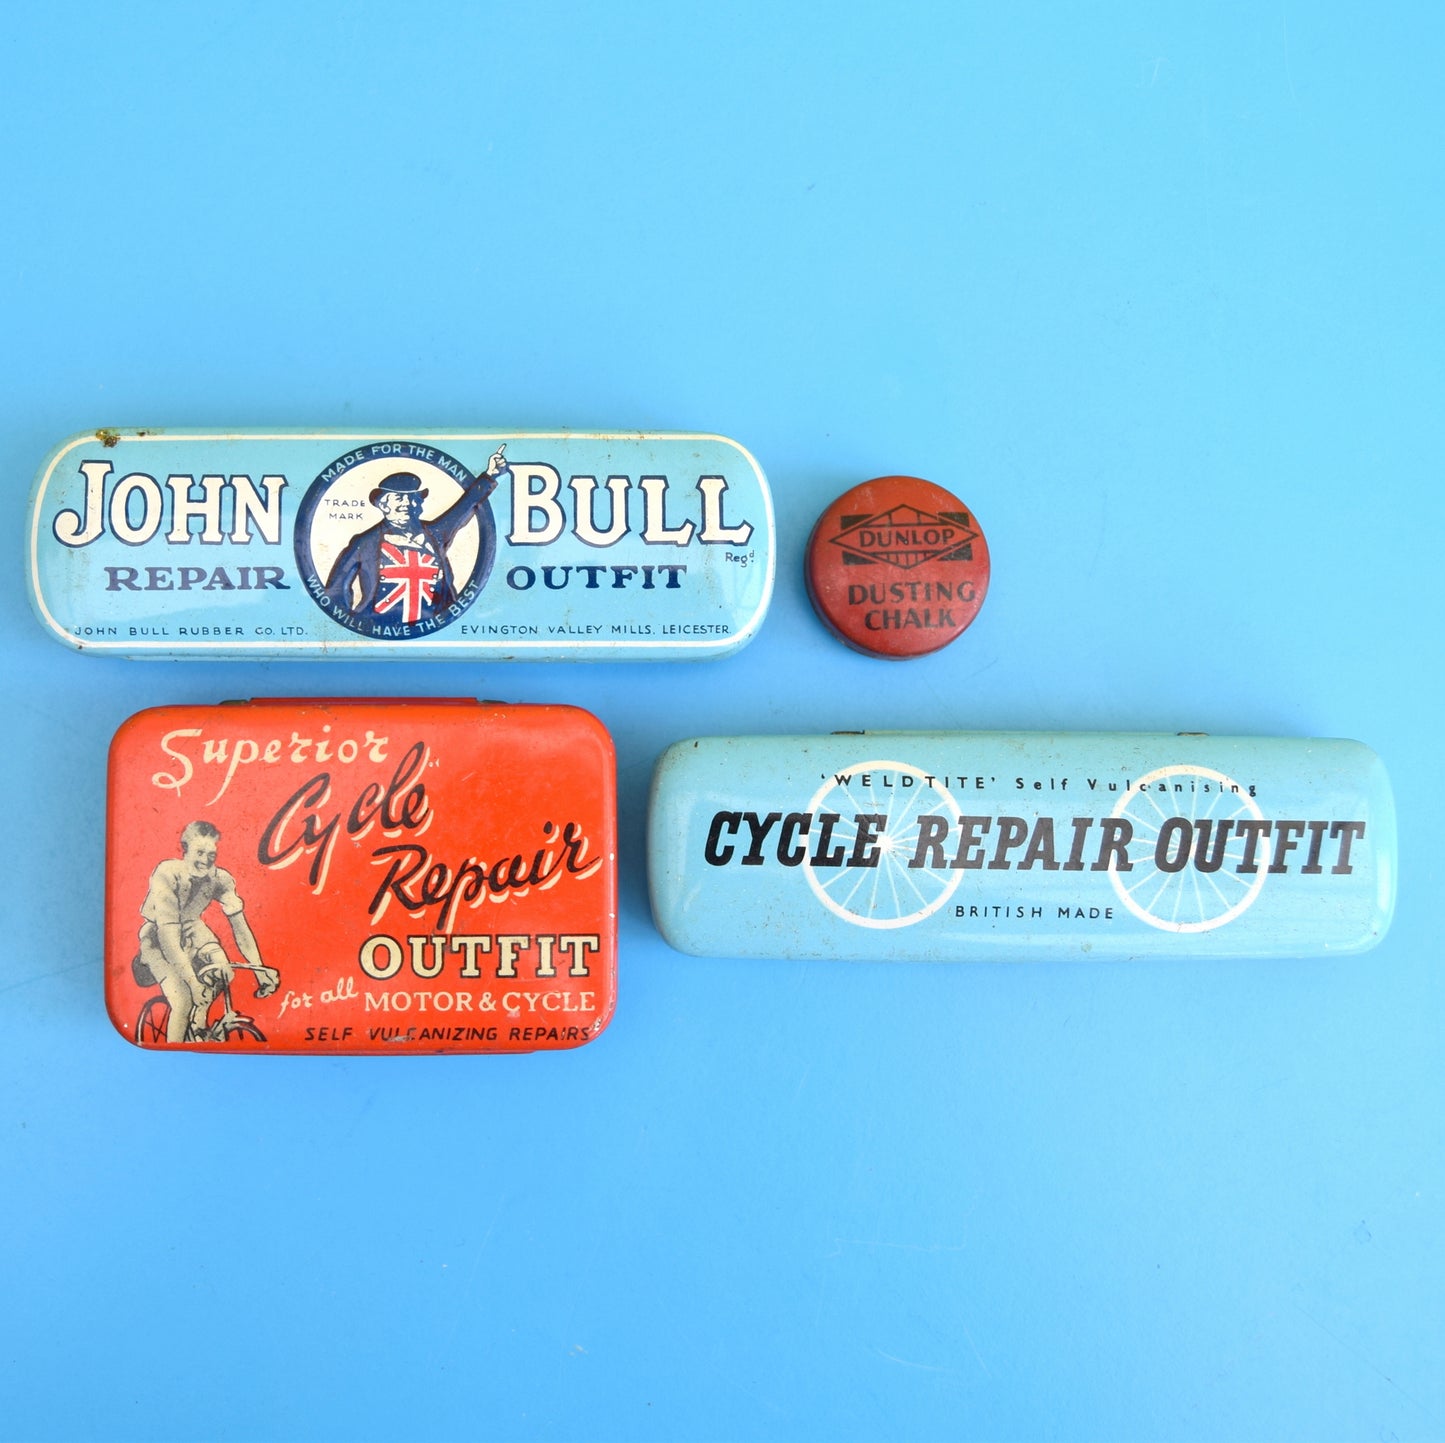 JOHN BULL
Regd.
REPAIR OUTFIT
MADE FOR THE MAN
TRADE
MARK
WHO WILL HAVE THE BEST
JOHN BULL RUBBER CO. LTD. EVINGTON VALLEY MILLS. LEICESTER.
DUNLOP
DUSTING
CHALK
Superior
Cycle
Repair
OUTFIT
for all MOTOR & CYCLE
SELF VULCANIZING REPAIRS
'WELDTITE' Self Vulcanising
CYCLE REPAIR OUTFIT
BRITISH MADE